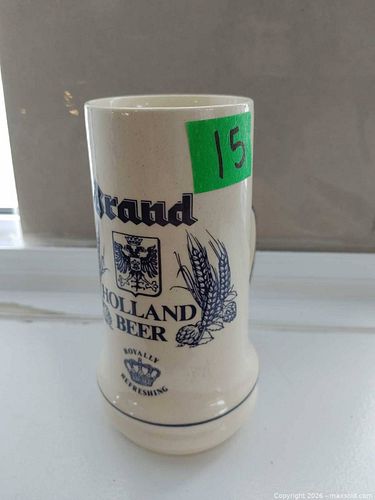 15
Brand
HOLLAND
BEER
ROYALLY
REFRESHING
Copyright 2026 - maxsold.com